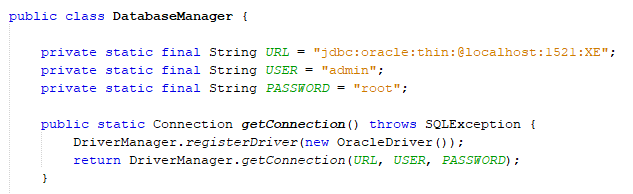 public class DatabaseManager {
private static final String URL = "jdbc:oracle:thin:@localhost:1521:XE";
private static final String USER = "admin";
private static final String PASSWORD = "root";
public static Connection getConnection() throws SQLException {
DriverManager.registerDriver(new OracleDriver());
return DriverManager.getConnection(URL, USER, PASSWORD);
}